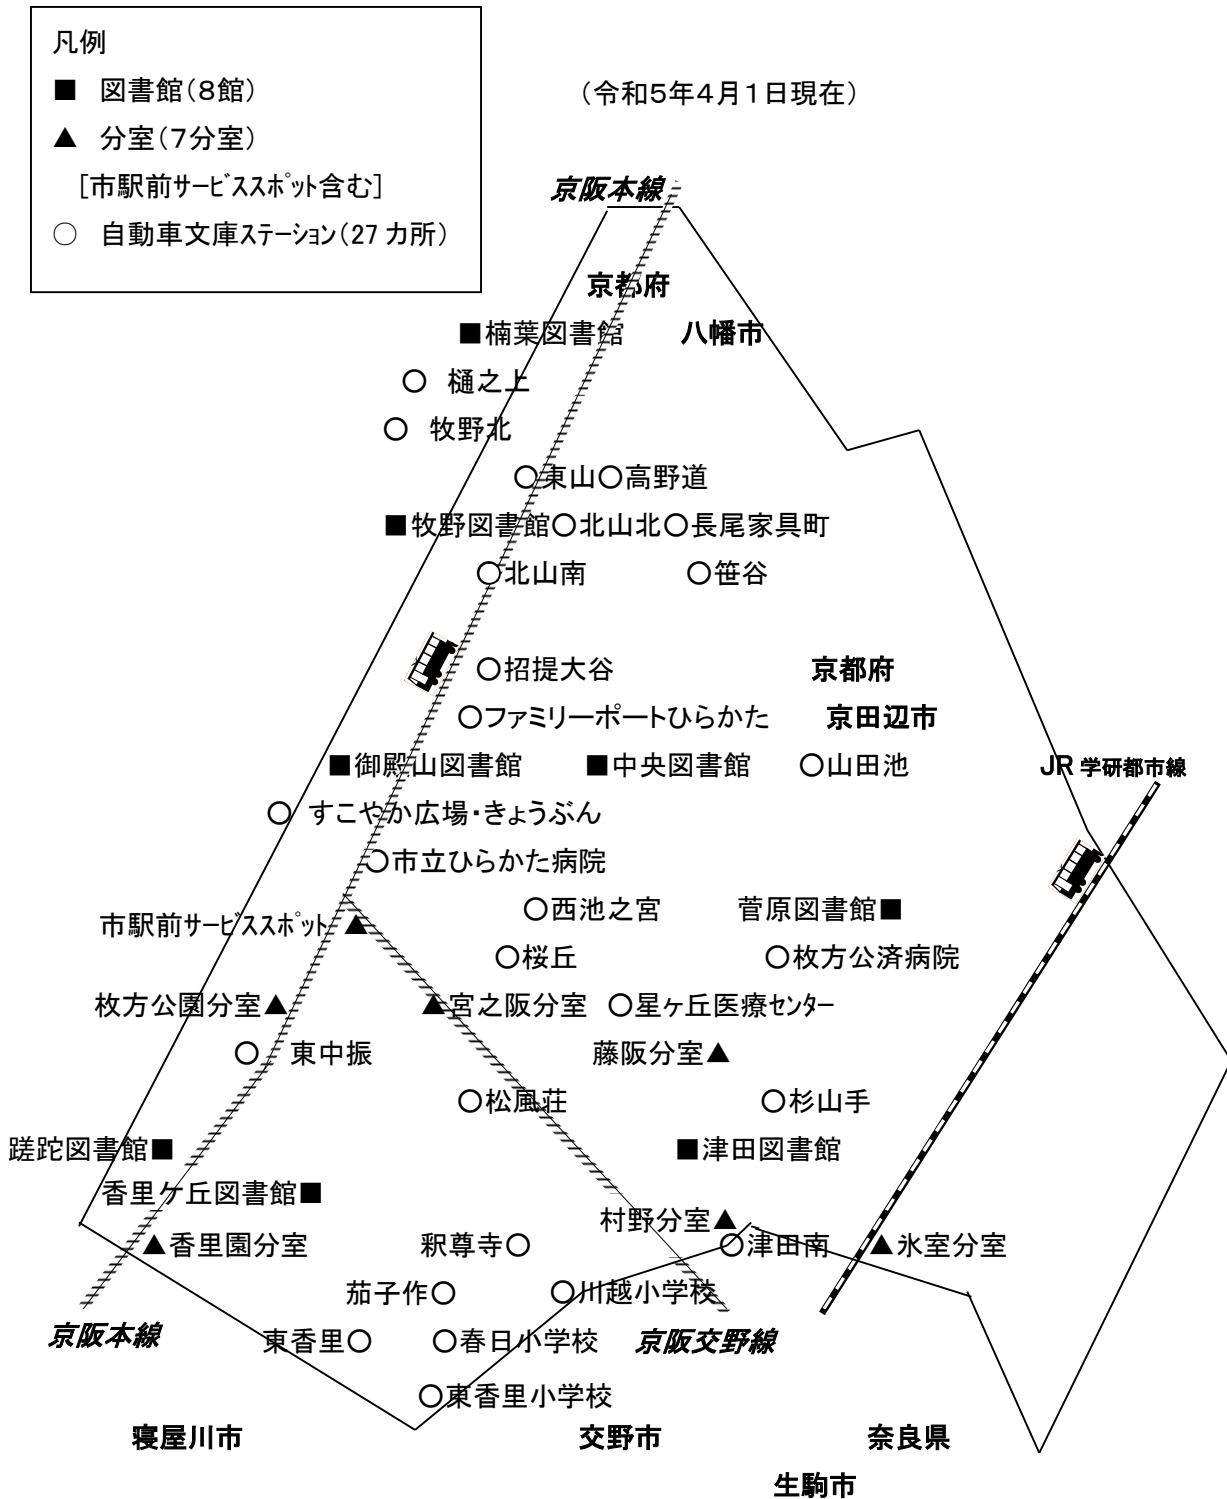 凡例
■ 図書館(8館)
(令和5年4月1日現在)
▲ 分室(7分室)
[市駅前ｻｰﾋﾞｽｽﾎﾟｯﾄ含む]
○ 自動車文庫ｽﾃｰｼｮﾝ(27カ所)
京阪本線
京都府
■楠葉図書館 八幡市
○ 樋之上
○ 牧野北
○東山○高野道
■牧野図書館○北山北○長尾家具町
○北山南 ○笹谷
○招提大谷 京都府
○ファミリーポートひらかた 京田辺市
■御殿山図書館 ■中央図書館 ○山田池 JR 学研都市線
○ すこやか広場・きょうぶん
○市立ひらかた病院
○西池之宮 菅原図書館■
市駅前ｻｰﾋﾞｽｽﾎﾟｯﾄ ▲
○桜丘 ○枚方公済病院
枚方公園分室▲ ▲宮之阪分室 ○星ヶ丘医療ｾﾝﾀｰ
○ 東中振 藤阪分室▲
○松風荘 ○杉山手
蹉跎図書館■ ■津田図書館
香里ケ丘図書館■
村野分室▲
▲香里園分室 釈尊寺○ ○津田南 ▲氷室分室
茄子作○ ○川越小学校
京阪本線 東香里○ ○春日小学校 京阪交野線
○東香里小学校
寝屋川市 交野市 奈良県
生駒市